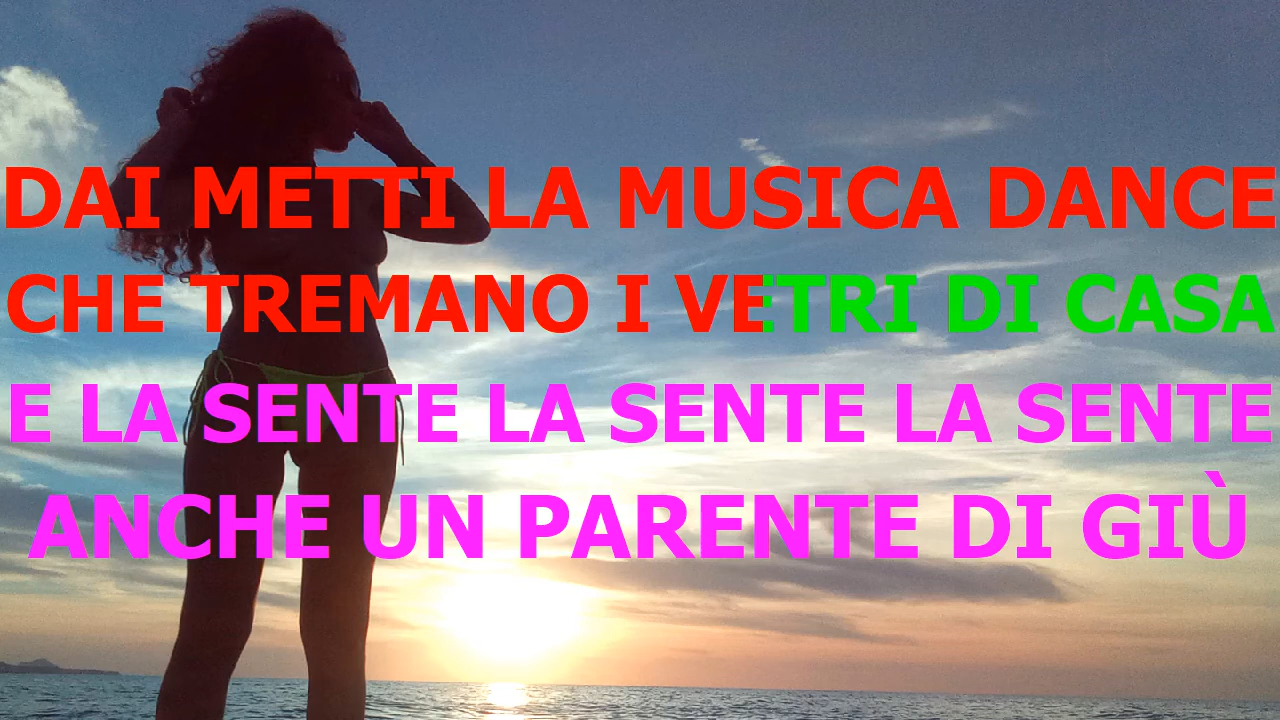 DAI METTI LA MUSICA DANCE
CHE TREMANO I VETRI DI CASA
E LA SENTE LA SENTE LA SENTE
ANCHE UN PARENTE DI GIÙ